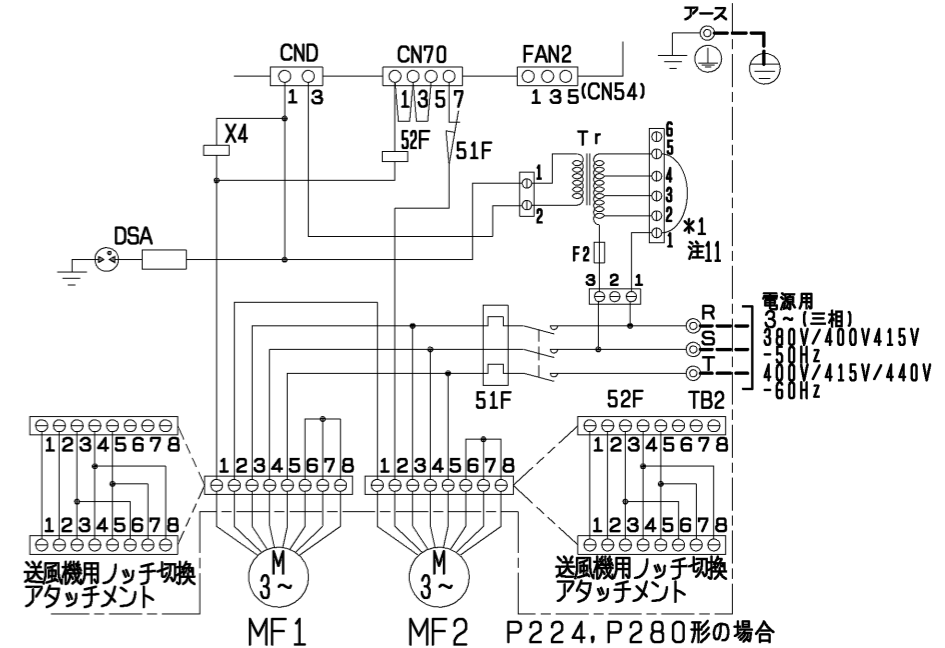 アース
CND
CN70
FAN2
1 3
1 3 5 7
1 3 5 (CN54)
X4
52F
51F
Tr
6
5
4
3
2
1
1
2
*1
注11
F2
3 2 1
DSA
R
S
T
電源用
3～(三相)
380V/400V415V
-50Hz
400V/415V/440V
-60Hz
51F
52F
TB2
1 2 3 4 5 6 7 8
1 2 3 4 5 6 7 8
1 2 3 4 5 6 7 8
1 2 3 4 5 6 7 8
1 2 3 4 5 6 7 8
1 2 3 4 5 6 7 8
送風機用ノッチ切換
アタッチメント
M
3～
M
3～
送風機用ノッチ切換
アタッチメント
MF1
MF2
P224,P280形の場合